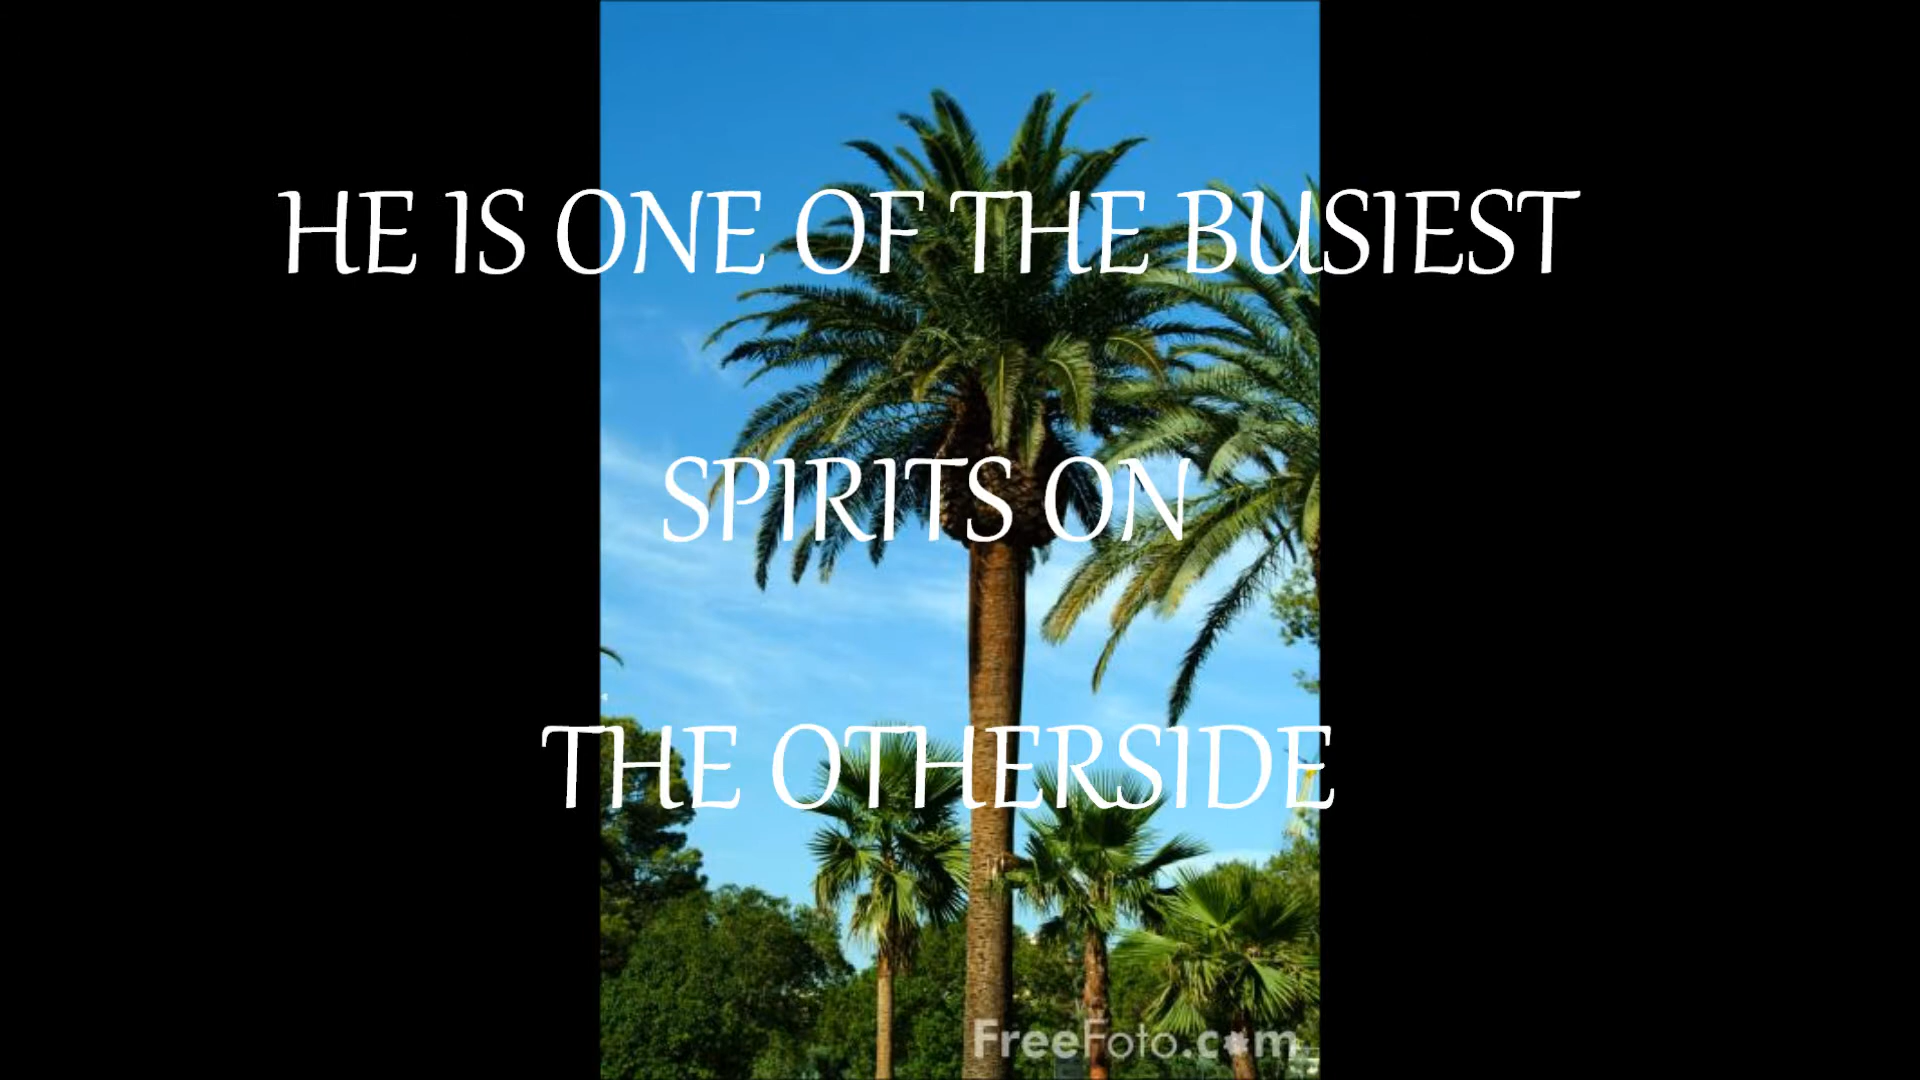 HE IS ONE OF THE BUSIEST
SPIRITS ON
THE OTHERSIDE
FreeFoto.com